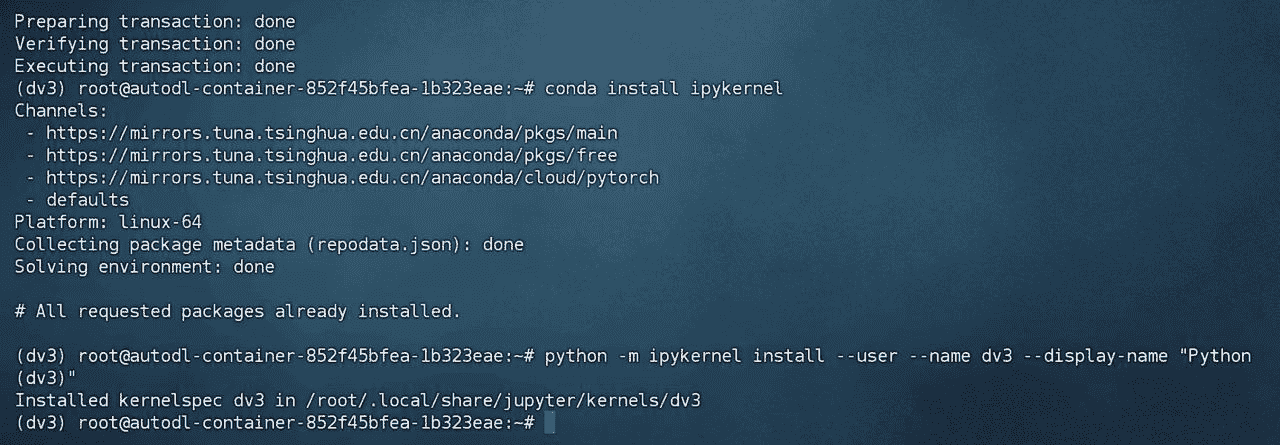 Preparing transaction: done
Verifying transaction: done
Executing transaction: done
(dv3) root@autodl-container-852f45bfea-1b323eae:~# conda install ipykernel
Channels:
 - https://mirrors.tuna.tsinghua.edu.cn/anaconda/pkgs/main
 - https://mirrors.tuna.tsinghua.edu.cn/anaconda/pkgs/free
 - https://mirrors.tuna.tsinghua.edu.cn/anaconda/cloud/pytorch
 - defaults
Platform: linux-64
Collecting package metadata (repodata.json): done
Solving environment: done

# All requested packages already installed.

(dv3) root@autodl-container-852f45bfea-1b323eae:~# python -m ipykernel install --user --name dv3 --display-name "Python
(dv3)"
Installed kernelspec dv3 in /root/.local/share/jupyter/kernels/dv3
(dv3) root@autodl-container-852f45bfea-1b323eae:~#